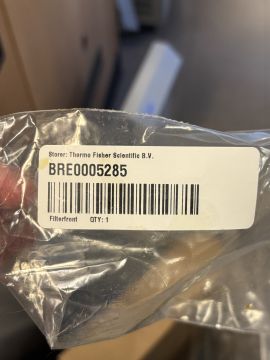 Storer: Thermo Fisher Scientific B.V.
BRE0005285
Filterfront QTY: 1